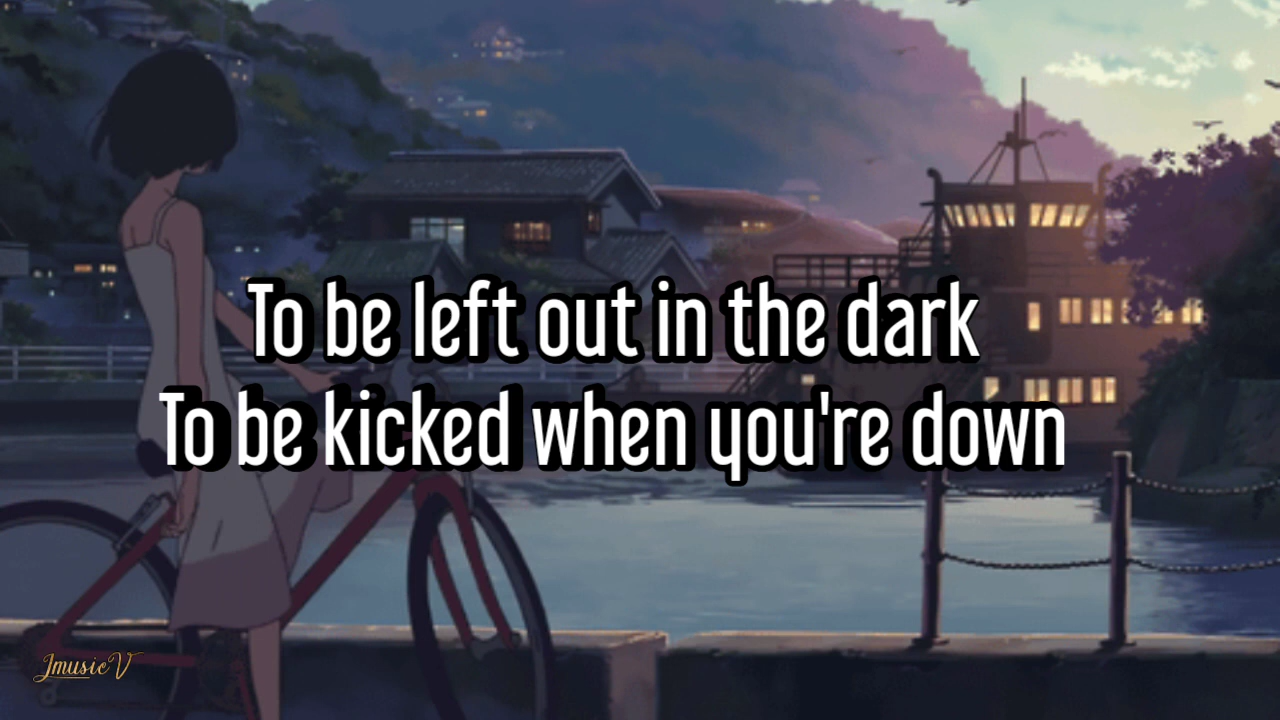 To be left out in the dark
To be kicked when you're down
JmusicV